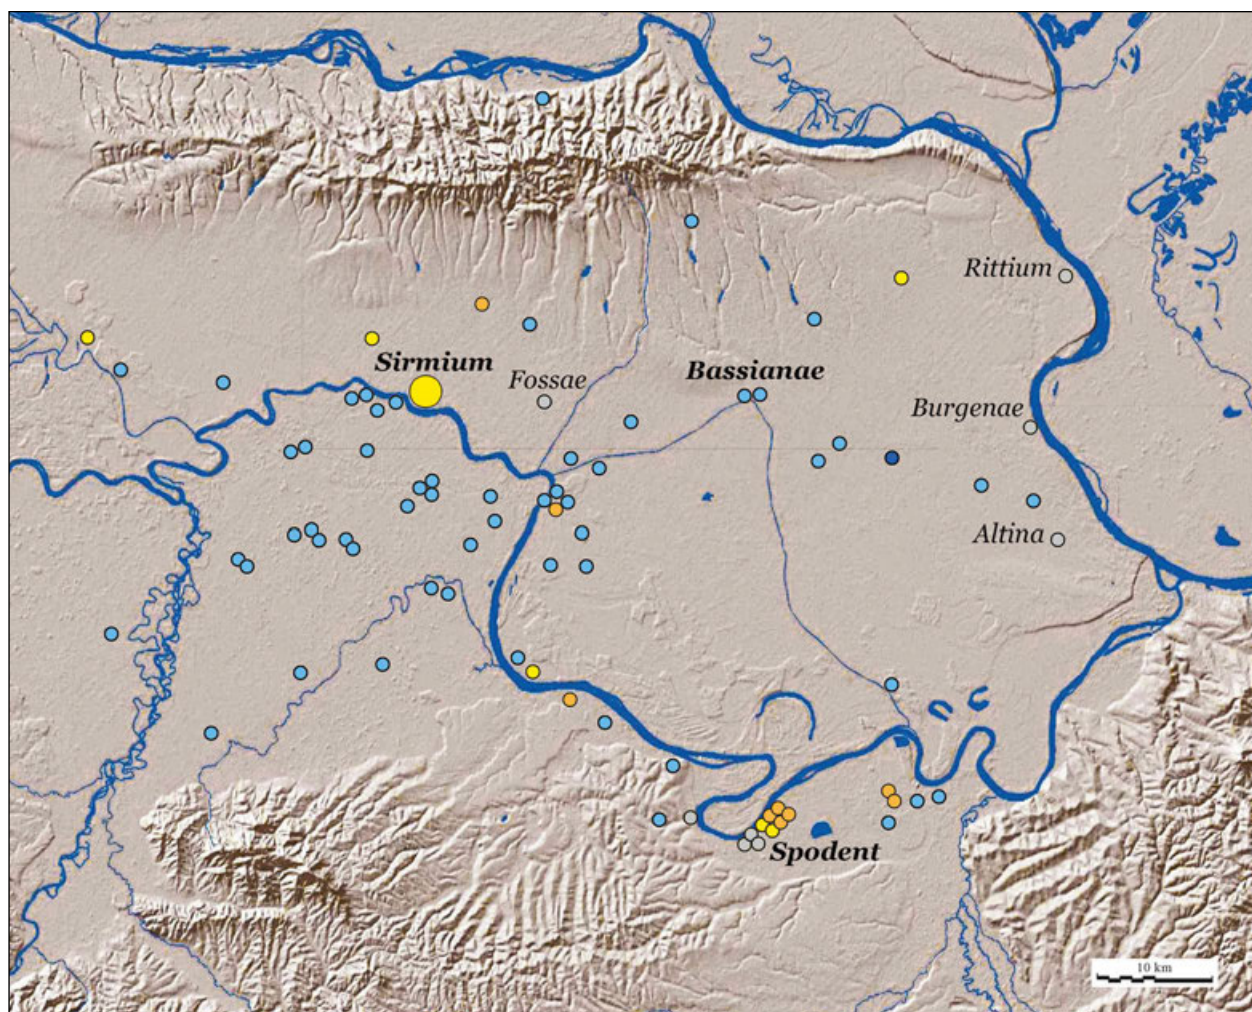 Rittium
Sirmium
Fossae
Bassianae
Burgenae
Altina
Spodent
10 km